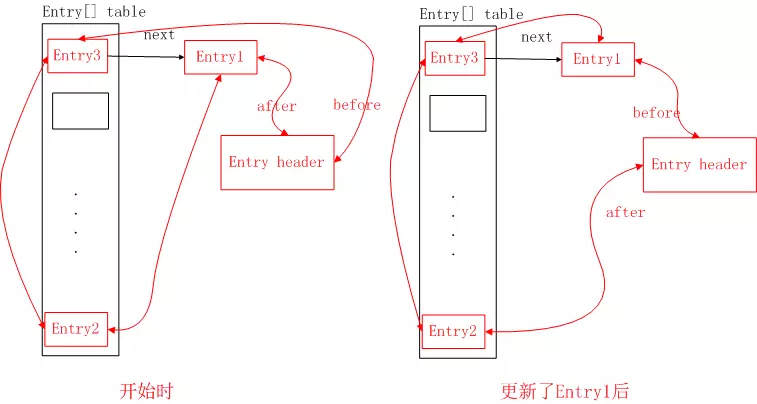 Entry[] table
next
Entry3
Entry1
after
before
Entry header
.
.
.
.
Entry2
开始时
Entry[] table
next
Entry3
Entry1
before
Entry header
after
.
.
.
.
Entry2
更新了Entry1后